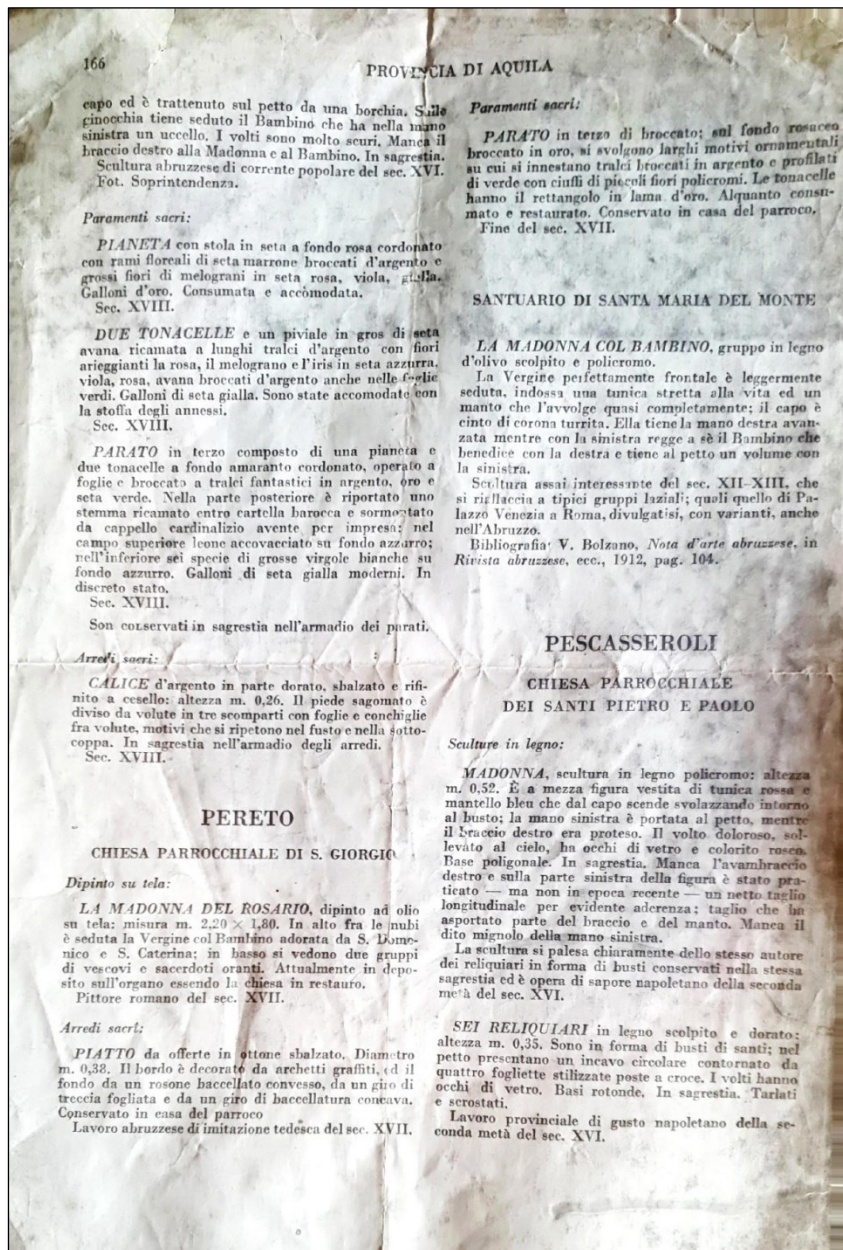 166
PROVINCIA DI AQUILA
capo ed è trattenuto sul petto da una borchia. Sulle
ginocchia tiene seduto il Bambino che ha nella mano
sinistra un uccello. I volti sono molto scuri. Manca il
braccio destro alla Madonna e al Bambino. In sagrestia.
Scultura abruzzese di corrente popolare del sec. XVI.
Fot. Soprintendenza.
Paramenti sacri:
PIANETA con stola in seta a fondo rosa cordonato
con rami floreali di seta marrone broccati d'argento e
grossi fiori di melograni in seta rosa, viola, gialla.
Galloni d'oro. Consumata e accomodata.
Sec. XVIII.
DUE TONACELLE e un piviale in gros di seta
avana ricamata a lunghi tralci d'argento con fiori
arieggianti la rosa, il melograno e l'iris in seta azzurra,
viola, rosa, avana broccati d'argento anche nelle foglie
verdi. Galloni di seta gialla. Sono state accomodate con
la stoffa degli annessi.
Sec. XVIII.
PARATO in terzo composto di una pianeta e
due tonacelle a fondo amaranto cordonato, operato a
foglie e broccato a tralci fantastici in argento, oro e
seta verde. Nella parte posteriore è riportato uno
stemma ricamato entro cartella barocca e sormontato
da cappello cardinalizio avente per impresa; nel
campo superiore leone accovacciato su fondo azzurro;
nell'inferiore sei specie di grosse virgole bianche su
fondo azzurro. Galloni di seta gialla moderni. In
discreto stato.
Sec. XVIII.
Son conservati in sagrestia nell'armadio dei parati.
Arredi sacri:
CALICE d'argento in parte dorato, sbalzato e rifi-
nito a cesello: altezza m. 0,26. Il piede sagomato è
diviso da volute in tre scomparti con foglie e conchiglie
fra volute, motivi che si ripetono nel fusto e nella sotto-
coppa. In sagrestia nell'armadio degli arredi.
Sec. XVIII.
PERETO
CHIESA PARROCCHIALE DI S. GIORGIO
Dipinto su tela:
LA MADONNA DEL ROSARIO, dipinto ad olio
su tela: misura m. 2,20 × 1,80. In alto fra le nubi
è seduta la Vergine col Bambino adorata da S. Dome-
nico e S. Caterina; in basso si vedono due gruppi
di vescovi e sacerdoti oranti. Attualmente in depo-
sito sull'organo essendo la chiesa in restauro.
Pittore romano del sec. XVII.
Arredi sacri:
PIATTO da offerte in ottone sbalzato. Diametro
m. 0,38. Il bordo è decorato da archetti graffiti, ed il
fondo da un rosone baccellato convesso, da un giro di
treccia fogliata e da un giro di baccellatura concava.
Conservato in casa del parroco
Lavoro abruzzese di imitazione tedesca del sec. XVII.
Paramenti sacri:
PARATO in terzo di broccato; sul fondo rosaceo
broccato in oro, si svolgono larghi motivi ornamentali
su cui si innestano tralci broccati in argento e profilati
di verde con ciuffi di piccoli fiori policromi. Le tonacelle
hanno il rettangolo in lama d'oro. Alquanto consu-
mato e restaurato. Conservato in casa del parroco.
Fine del sec. XVII.
SANTUARIO DI SANTA MARIA DEL MONTE
LA MADONNA COL BAMBINO, gruppo in legno
d'olivo scolpito e policromo.
La Vergine perfettamente frontale è leggermente
seduta, indossa una tunica stretta alla vita ed un
manto che l'avvolge quasi completamente; il capo è
cinto di corona turrita. Ella tiene la mano destra avan-
zata mentre con la sinistra regge a sè il Bambino che
benedice con la destra e tiene al petto un volume con
la sinistra.
Scultura assai interessante del sec. XII-XIII, che
si riallaccia a tipici gruppi laziali; quali quello di Pa-
lazzo Venezia a Roma, divulgatisi, con varianti, anche
nell'Abruzzo.
Bibliografia: V. Bolzano, Nota d'arte abruzzese, in
Rivista abruzzese, ecc., 1912, pag. 104.
PESCASSEROLI
CHIESA PARROCCHIALE
DEI SANTI PIETRO E PAOLO
Sculture in legno:
MADONNA, scultura in legno policromo: altezza
m. 0,52. È a mezza figura vestita di tunica rossa e
mantello bleu che dal capo scende svolazzando intorno
al busto; la mano sinistra è portata al petto, mentre
il braccio destro era proteso. Il volto doloroso, sol-
levato al cielo, ha occhi di vetro e colorito roseo.
Base poligonale. In sagrestia. Manca l'avambraccio
destro e sulla parte sinistra della figura è stato pra-
ticato — ma non in epoca recente — un netto taglio
longitudinale per evidente aderenza; taglio che ha
asportato parte del braccio e del manto. Manca il
dito mignolo della mano sinistra.
La scultura si palesa chiaramente dello stesso autore
dei reliquiari in forma di busti conservati nella stessa
sagrestia ed è opera di sapore napoletano della seconda
metà del sec. XVI.
SEI RELIQUIARI in legno scolpito e dorato:
altezza m. 0,35. Sono in forma di busti di santi; nel
petto presentano un incavo circolare contornato da
quattro fogliette stilizzate poste a croce. I volti hanno
occhi di vetro. Basi rotonde. In sagrestia. Tarlati
e scrostati.
Lavoro provinciale di gusto napoletano della se-
conda metà del sec. XVI.